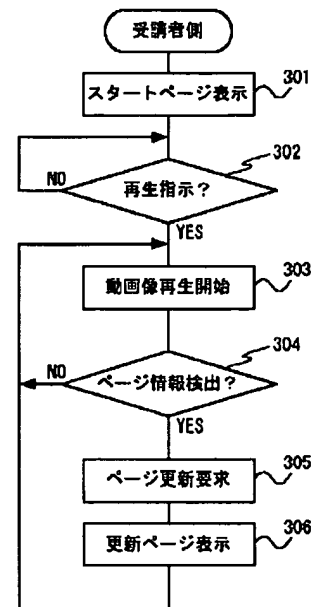 受講者側
スタートページ表示
301
302
再生指示？
NO
YES
動画像再生開始
303
304
ページ情報検出？
NO
YES
ページ更新要求
305
更新ページ表示
306